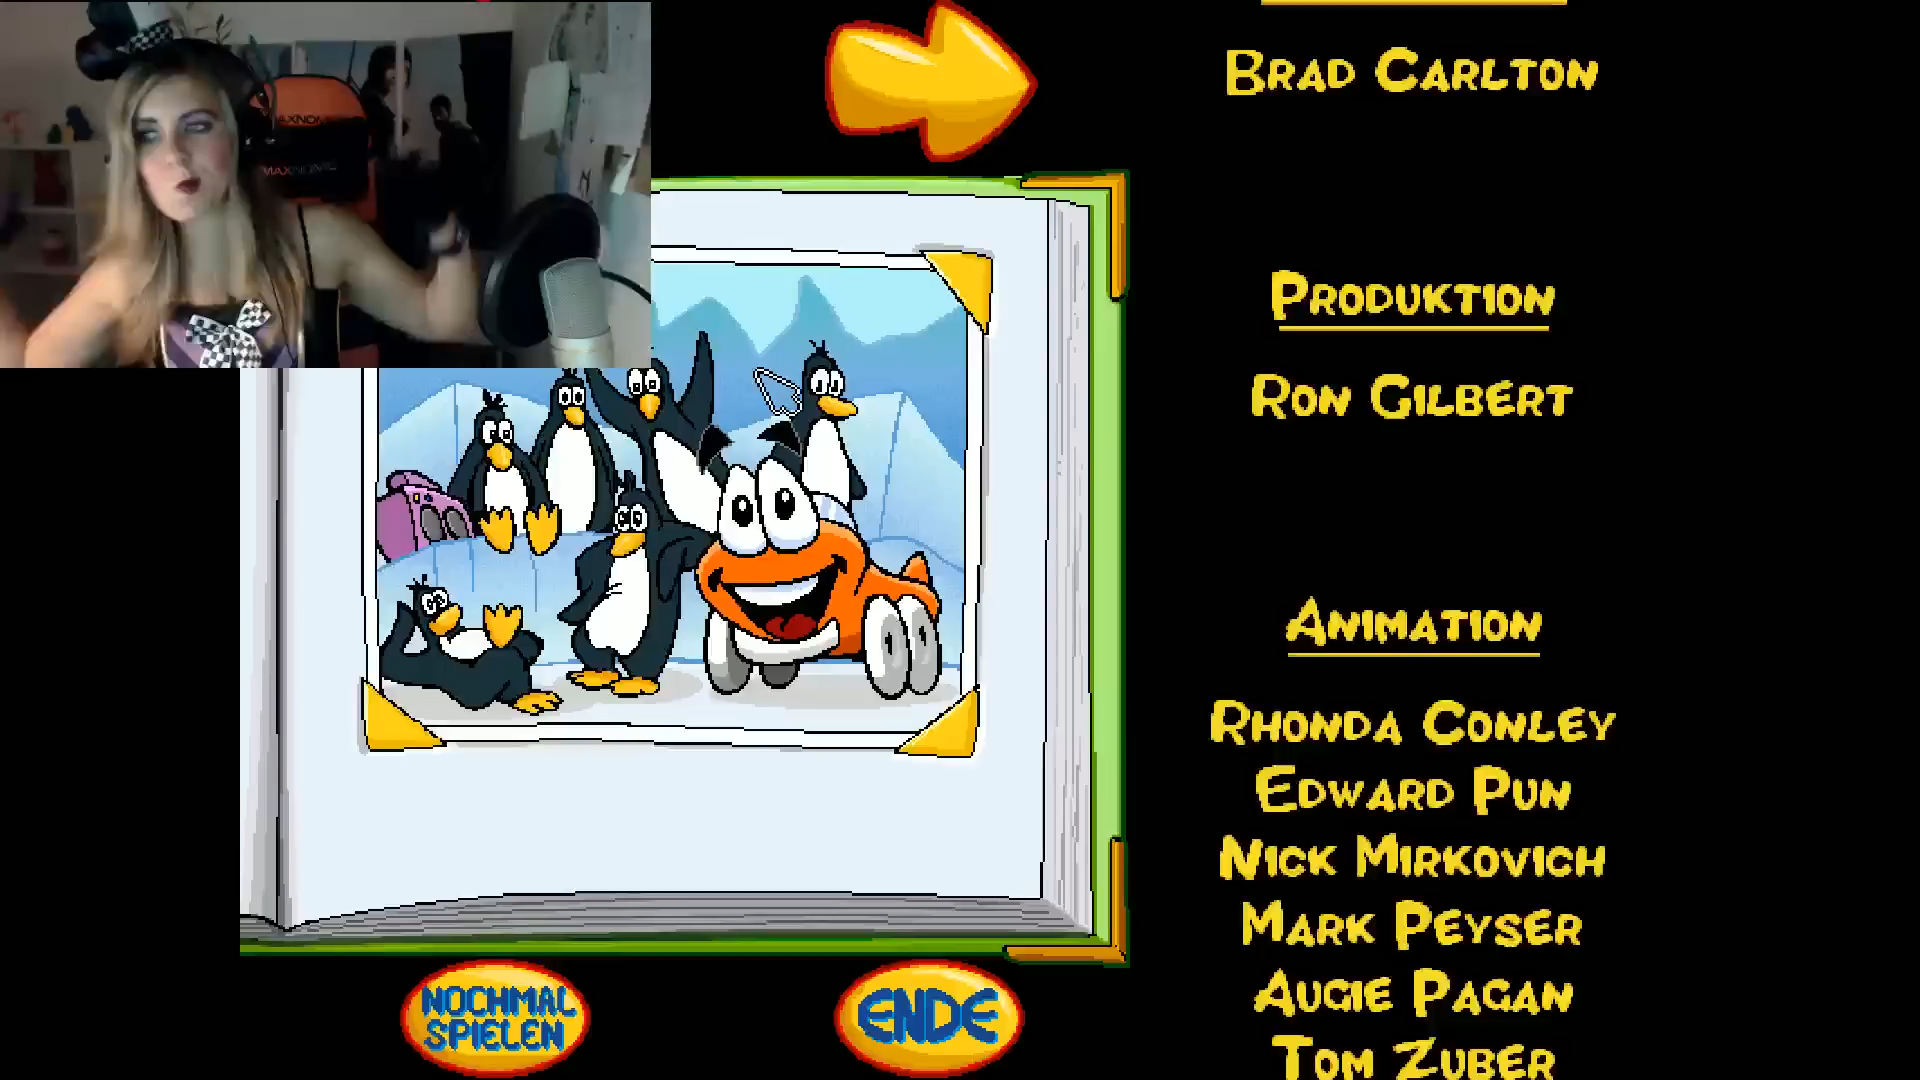 MAXNOMIC
BRAD CARLTON
PRODUKTION
RON GILBERT
ANIMATION
RHONDA CONLEY
EDWARD PUN
NICK MIRKOVICH
MARK PEYSER
AUGIE PAGAN
TOM ZUBER
NOCHMAL
SPIELEN
ENDE